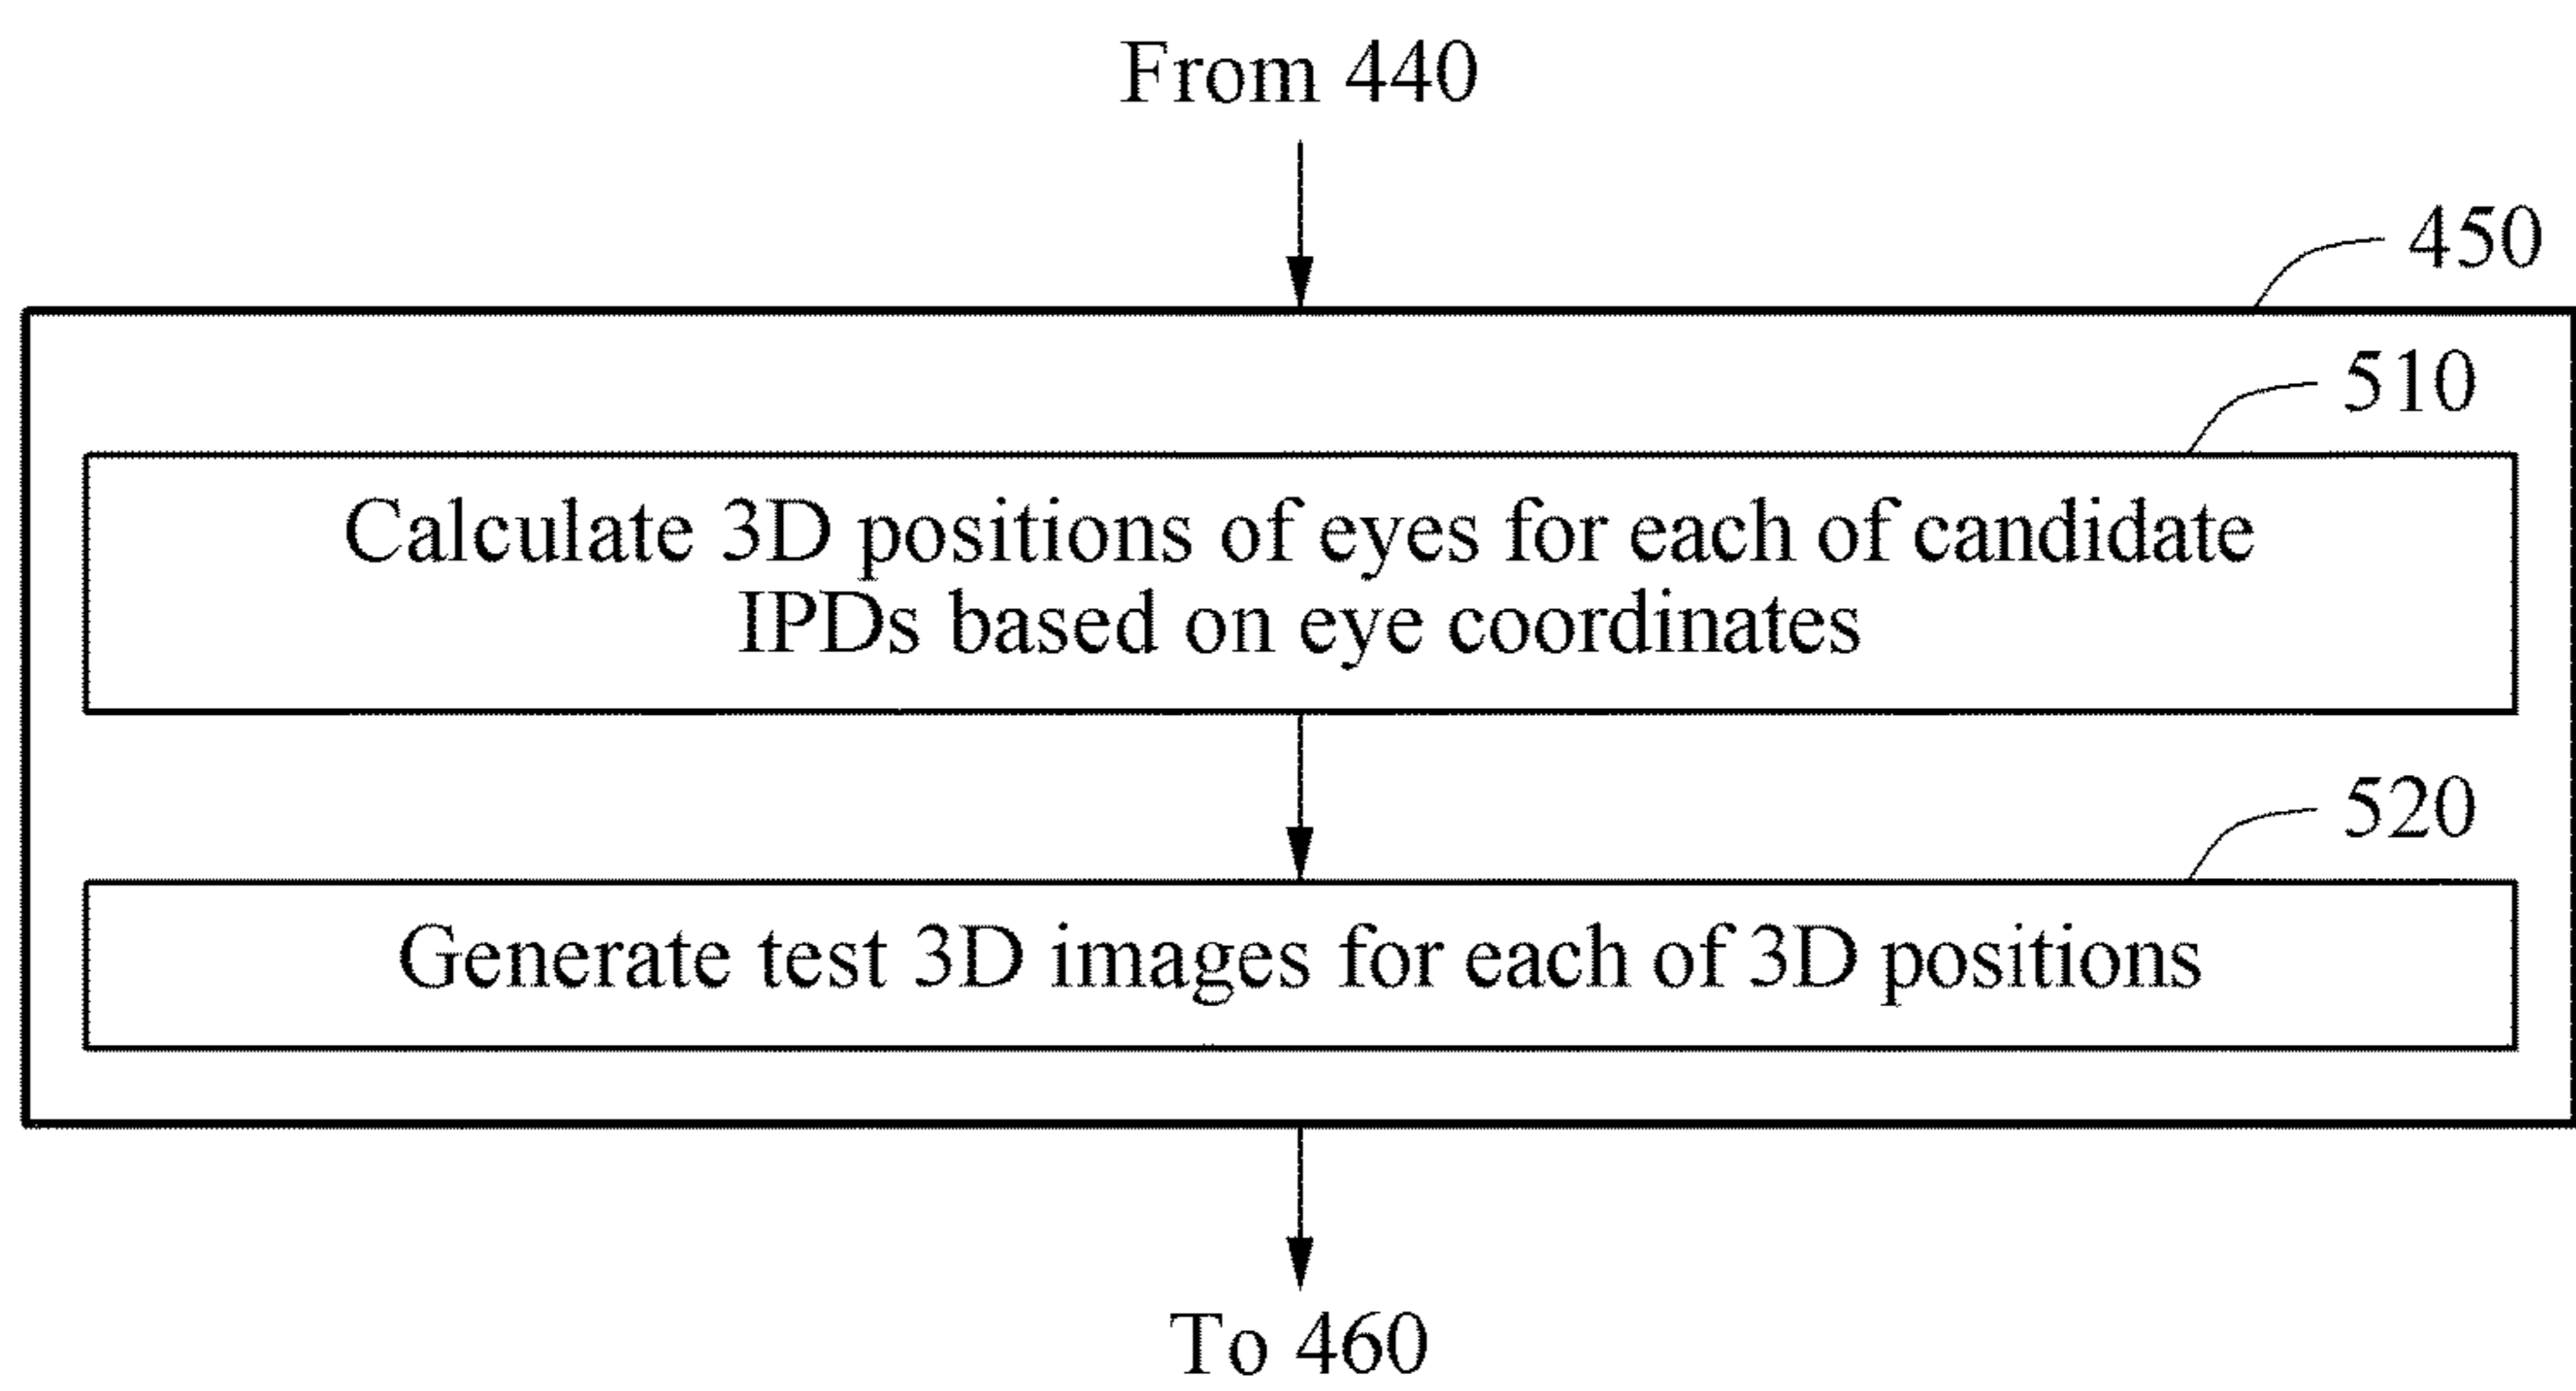 From 440
450
510
Calculate 3D positions of eyes for each of candidate
IPDs based on eye coordinates
520
Generate test 3D images for each of 3D positions
To 460